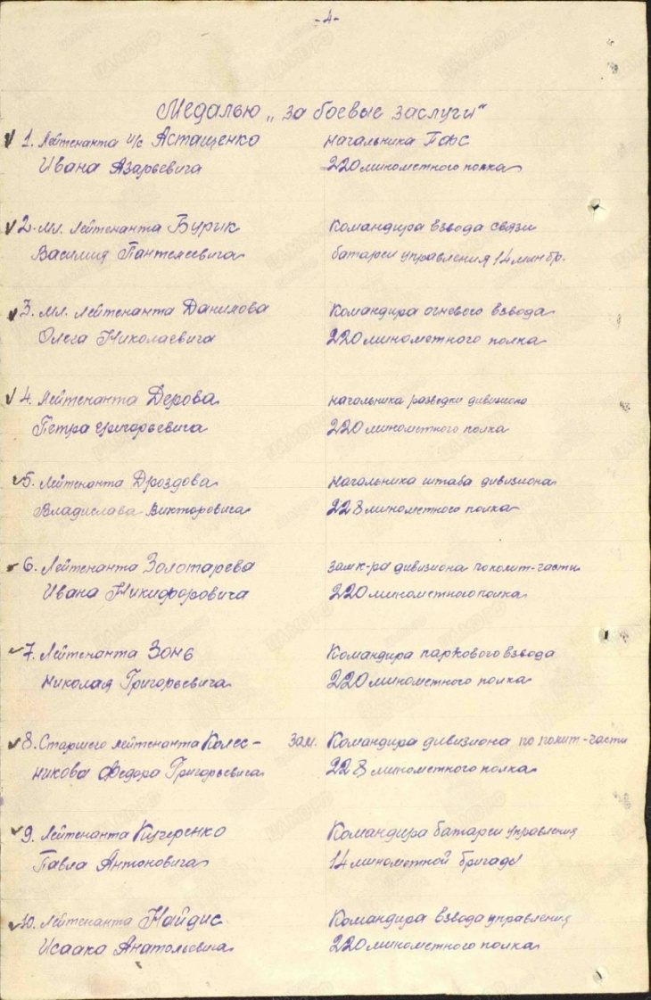 -4-
Медалью „за боевые заслуги“
1. Лейтенанта и/с Астащенко начальника ПФС
Ивана Азарьевича 220 минометного полка
2. мл. лейтенанта Бурик Командира взвода связи
Василия Пантелеевича батареи управления 14 мин бр.
3. мл. лейтенанта Данилова Командира огневого взвода
Олега Николаевича 220 минометного полка
4. Лейтенанта Дерова начальника разведки дивизиона
Петра Григорьевича 220 минометного полка
5. Лейтенанта Дроздова начальника штаба дивизиона
Владислава Викторовича 228 минометного полка
6. Лейтенанта Золотарева зам к-ра дивизиона по полит-части
Ивана Никифоровича 220 минометного полка
7. Лейтенанта Зонь Командира паркового взвода
Николая Григорьевича 220 минометного полка
8. Старшего лейтенанта Колес- зам. Командира дивизиона по полит-части
никова Федора Григорьевича 228 минометного полка
9. Лейтенанта Кучеренко Командира батареи управления
Павла Антоновича 14 минометной бригады
10. Лейтенанта Найдис Командира взвода управления
Исаака Анатольевича 220 минометного полка